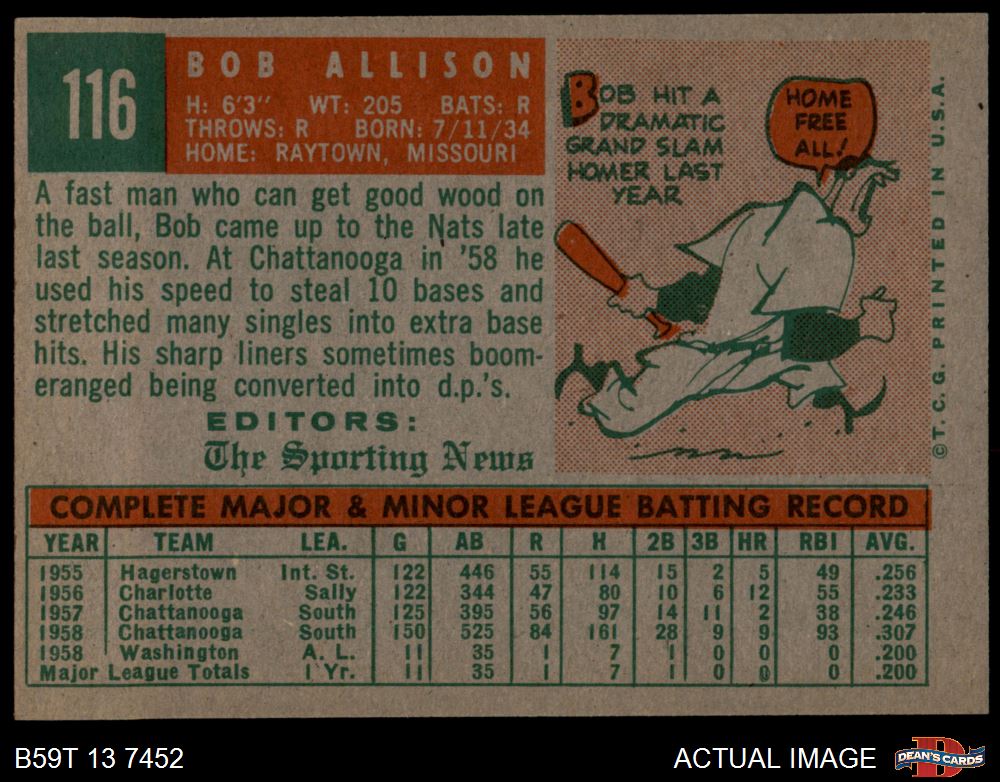 116
BOB ALLISON
H: 6'3" WT: 205 BATS: R
THROWS: R BORN: 7/11/34
HOME: RAYTOWN, MISSOURI
A fast man who can get good wood on
the ball, Bob came up to the Nats late
last season. At Chattanooga in '58 he
used his speed to steal 10 bases and
stretched many singles into extra base
hits. His sharp liners sometimes boom-
eranged being converted into d.p.'s.
EDITORS:
The Sporting News
BOB HIT A
DRAMATIC
GRAND SLAM
HOMER LAST
YEAR
HOME
FREE
ALL!
©T.C.G. PRINTED IN U.S.A.
COMPLETE MAJOR & MINOR LEAGUE BATTING RECORD
YEAR TEAM LEA. G AB R H 2B 3B HR RBI AVG.
1955 Hagerstown Int. St. 122 446 55 114 15 2 5 49 .256
1956 Charlotte Sally 122 344 47 80 10 6 12 55 .233
1957 Chattanooga South 125 395 56 97 14 11 2 38 .246
1958 Chattanooga South 150 525 84 161 28 9 9 93 .307
1958 Washington A. L. 11 35 1 7 1 0 0 0 .200
Major League Totals 1 Yr. 11 35 1 7 1 0 0 0 .200
B59T 13 7452
ACTUAL IMAGE
DEAN'S CARDS